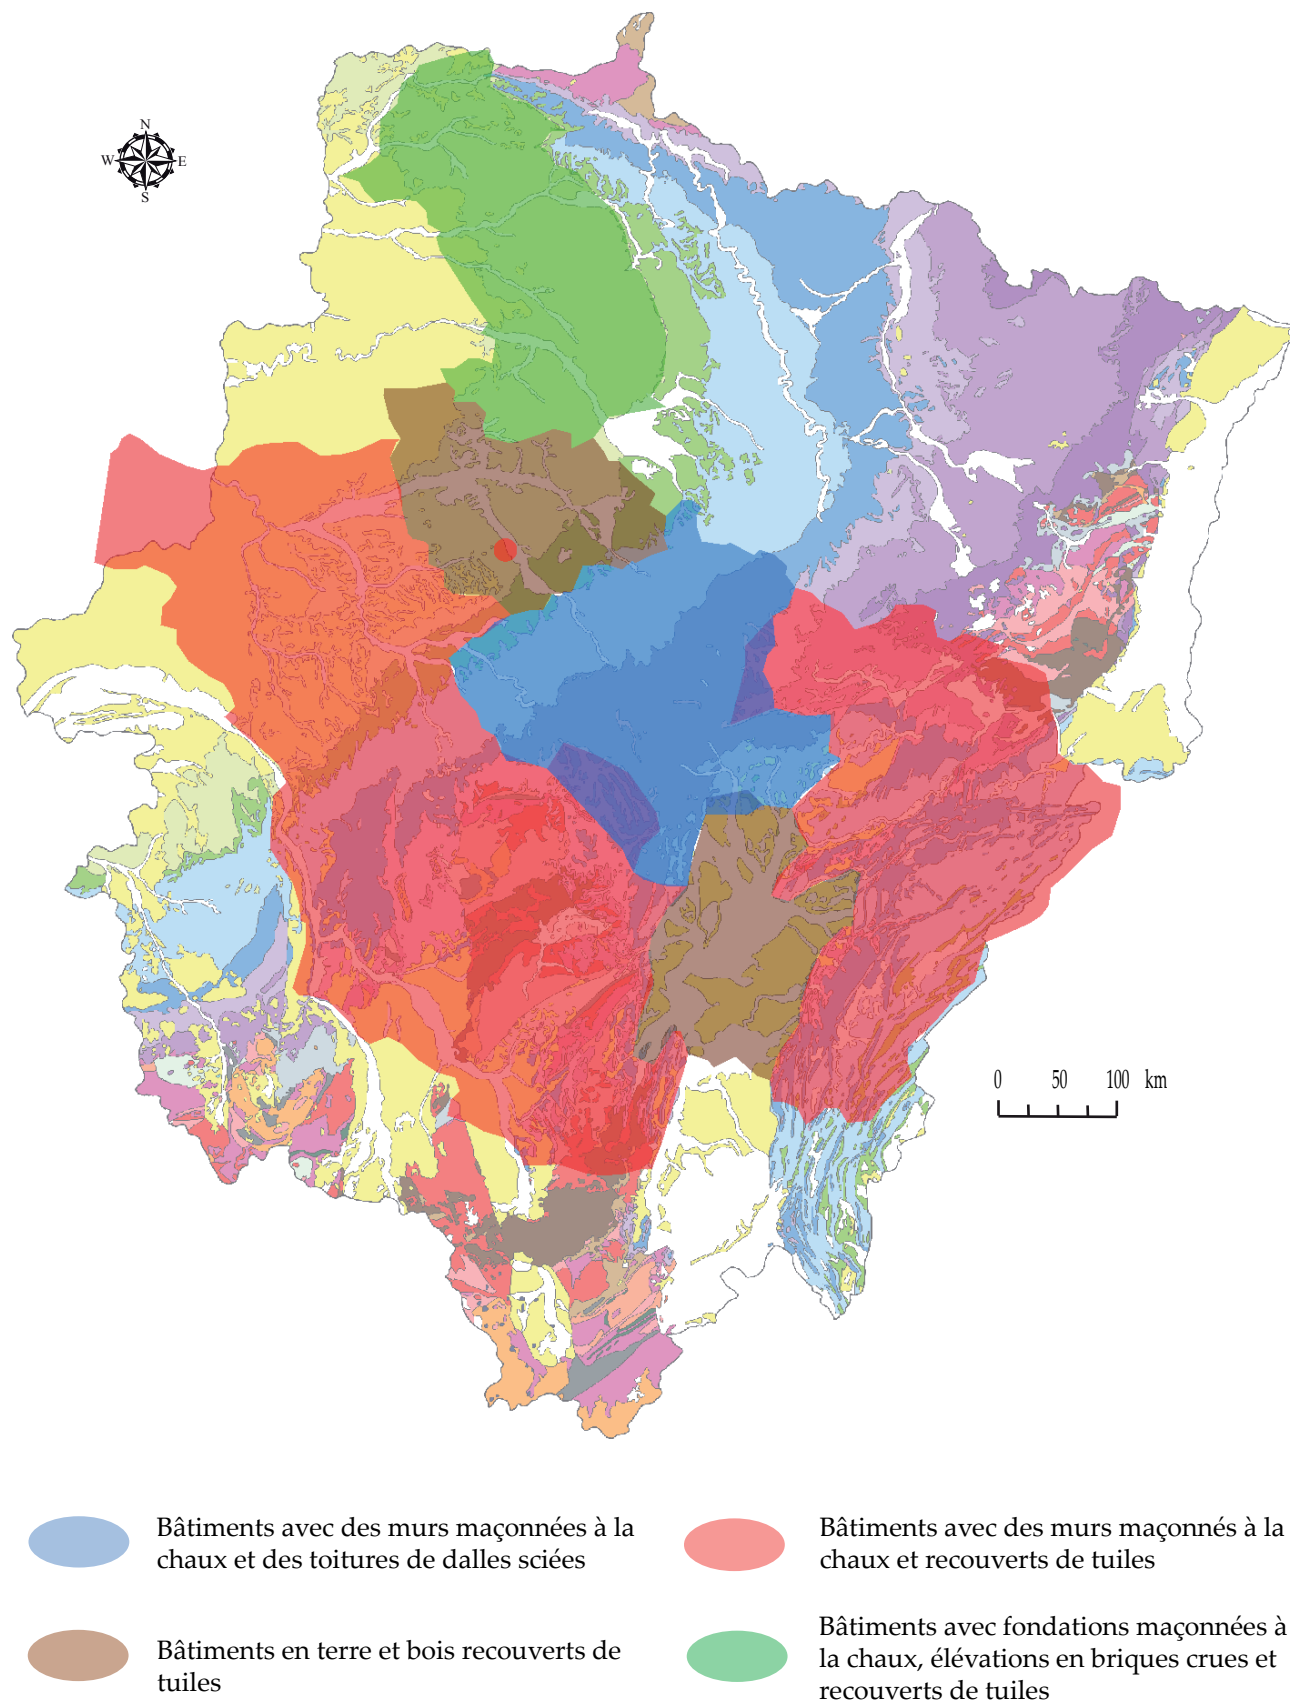 N
W E
S
0 50 100 km
Bâtiments avec des murs maçonnées à la
chaux et des toitures de dalles sciées
Bâtiments avec des murs maçonnés à la
chaux et recouverts de tuiles
Bâtiments en terre et bois recouverts de
tuiles
Bâtiments avec fondations maçonnées à
la chaux, élévations en briques crues et
recouverts de tuiles